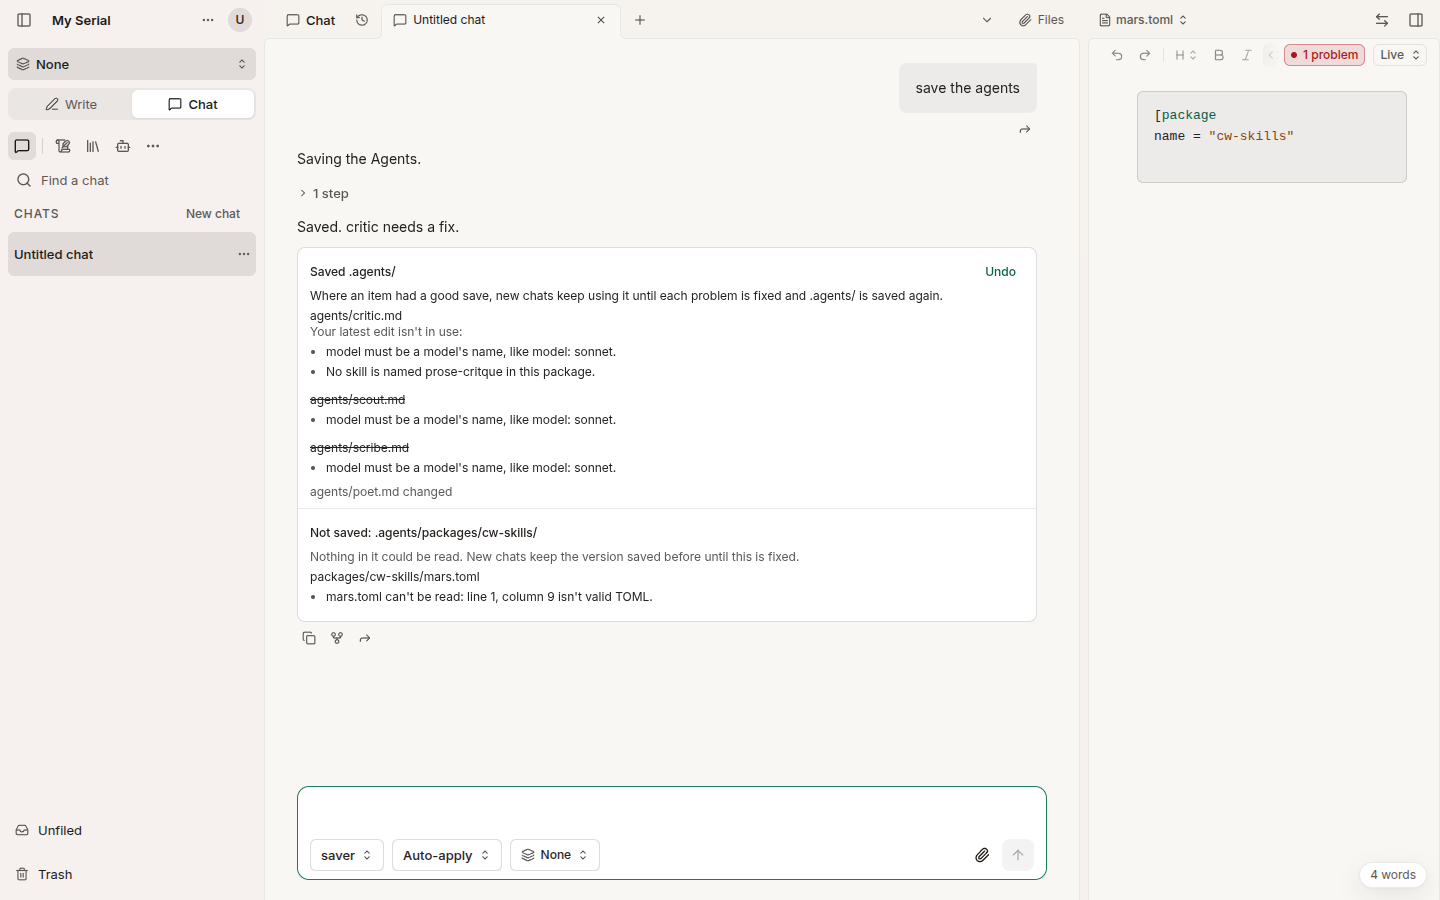 My Serial
U
None
Write
Chat
Find a chat
CHATS
New chat
Untitled chat
Unfiled
Trash
Chat
Untitled chat
Files
save the agents
Saving the Agents.
1 step
Saved. critic needs a fix.
Saved .agents/
Undo
Where an item had a good save, new chats keep using it until each problem is fixed and .agents/ is saved again.
agents/critic.md
Your latest edit isn't in use:
• model must be a model's name, like model: sonnet.
• No skill is named prose-critque in this package.
agents/scout.md
• model must be a model's name, like model: sonnet.
agents/scribe.md
• model must be a model's name, like model: sonnet.
agents/poet.md changed
Not saved: .agents/packages/cw-skills/
Nothing in it could be read. New chats keep the version saved before until this is fixed.
packages/cw-skills/mars.toml
• mars.toml can't be read: line 1, column 9 isn't valid TOML.
saver
Auto-apply
None
mars.toml
H
B
I
1 problem
Live
[package
name = "cw-skills"
4 words